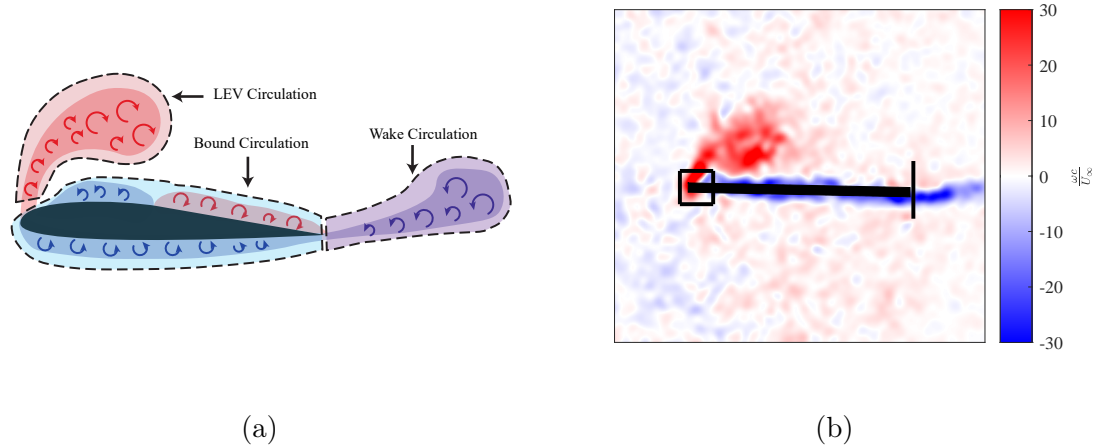 LEV Circulation
Bound Circulation
Wake Circulation
30
20
10
0
-10
-20
-30
ωc
U∞
(a)
(b)